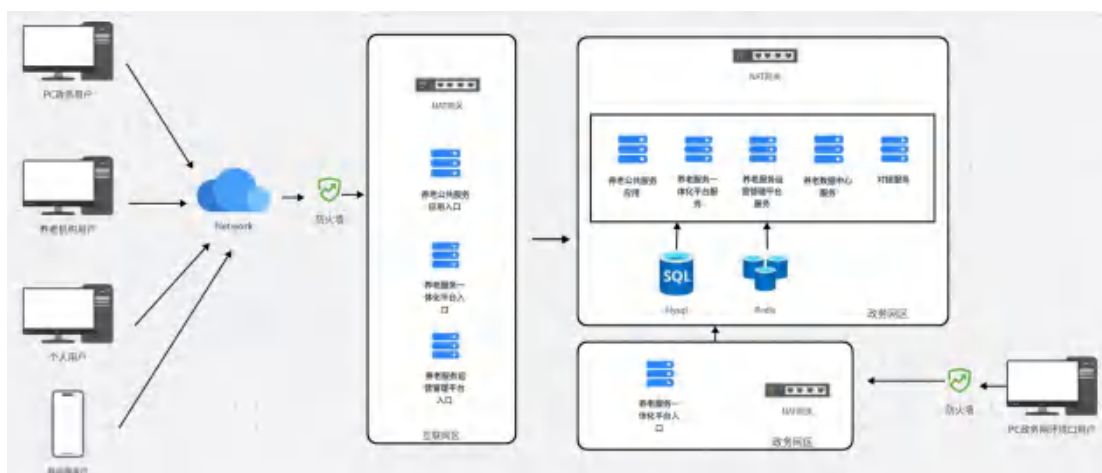 PC政务用户
养老机构用户
个人用户
Network
防火墙
NAT网关
养老公共服务
应用入口
养老服务一
体化平台入
口
养老服务运
营管理平台
入口
互联网区
NAT网关
养老公共服务
应用
养老服务一
体化平台服
务
养老服务运
营管理平台
服务
养老数据中心
服务
对接服务
SQL
Mysql
Redis
政务网区
养老服务一
体化平台入
口
NAT网关
政务网区
防火墙
PC政务网环境口用户